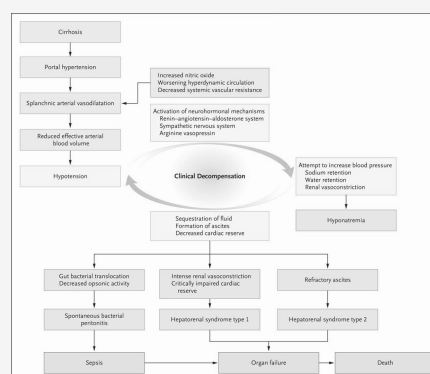 Cirrhosis
Portal hypertension
Splanchnic arterial vasodilatation
Reduced effective arterial
blood volume
Hypotension
Increased nitric oxide
Worsening hyperdynamic circulation
Decreased systemic vascular resistance
Activation of neurohormonal mechanisms
Renin–angiotensin–aldosterone system
Sympathetic nervous system
Arginine vasopressin
Clinical Decompensation
Attempt to increase blood pressure
Sodium retention
Water retention
Renal vasoconstriction
Hyponatremia
Sequestration of fluid
Formation of ascites
Decreased cardiac reserve
Gut bacterial translocation
Decreased opsonic activity
Intense renal vasoconstriction
Critically impaired cardiac
reserve
Refractory ascites
Spontaneous bacterial
peritonitis
Hepatorenal syndrome type 1
Hepatorenal syndrome type 2
Sepsis
Organ failure
Death